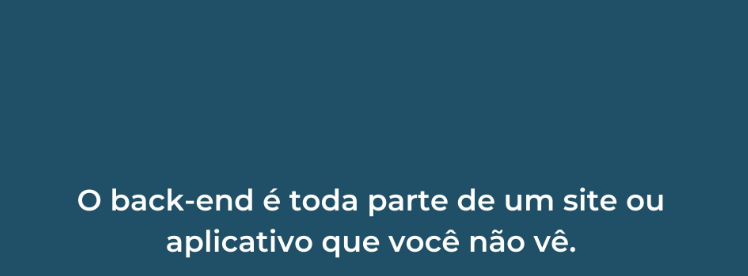 O back-end é toda parte de um site ou
aplicativo que você não vê.